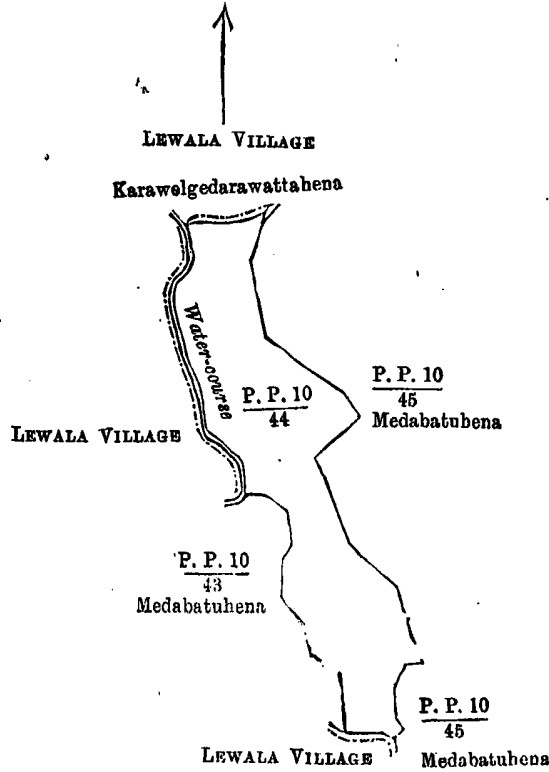 LEWALA VILLAGE
Karawelgedarawattahena
Water-course
P. P. 10
44
P. P. 10
45
Medabatuhena
LEWALA VILLAGE
P. P. 10
43
Medabatuhena
P. P. 10
45
Medabatuhena
LEWALA VILLAGE